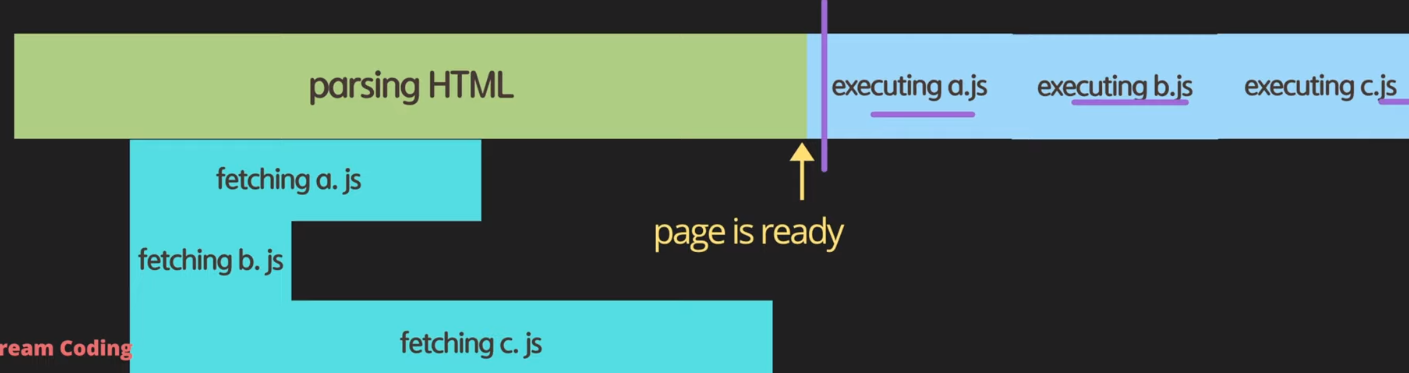 parsing HTML
executing a.js
executing b.js
executing c.js
fetching a. js
page is ready
fetching b. js
fetching c. js
ream Coding